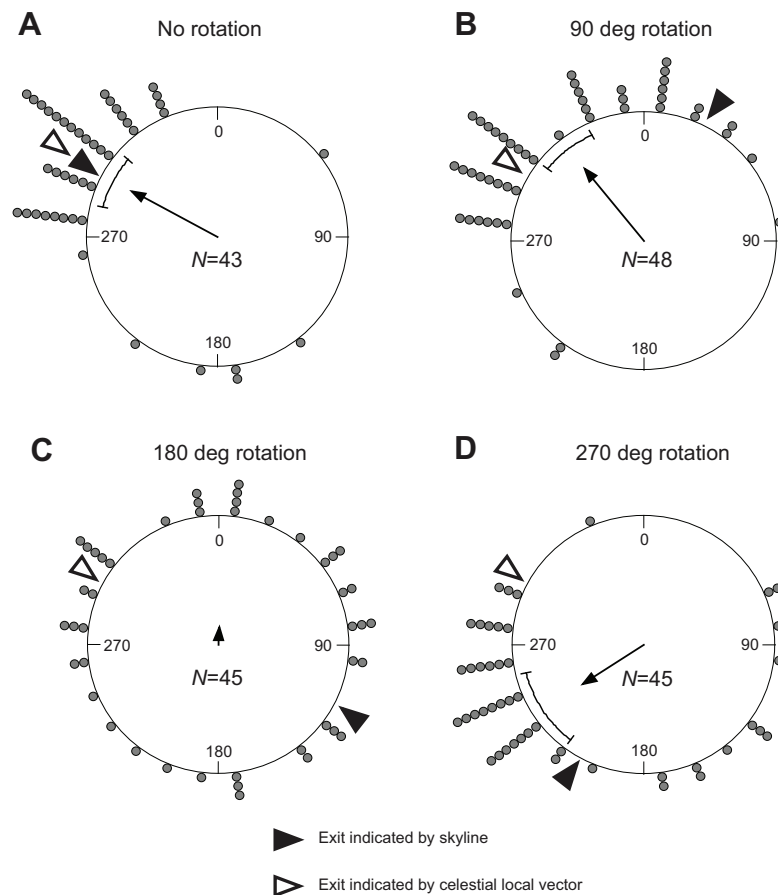 A No rotation
B 90 deg rotation
0
270
90
N=43
180
0
270
90
N=48
180
C 180 deg rotation
D 270 deg rotation
0
270
90
N=45
180
0
270
90
N=45
180
Exit indicated by skyline
Exit indicated by celestial local vector